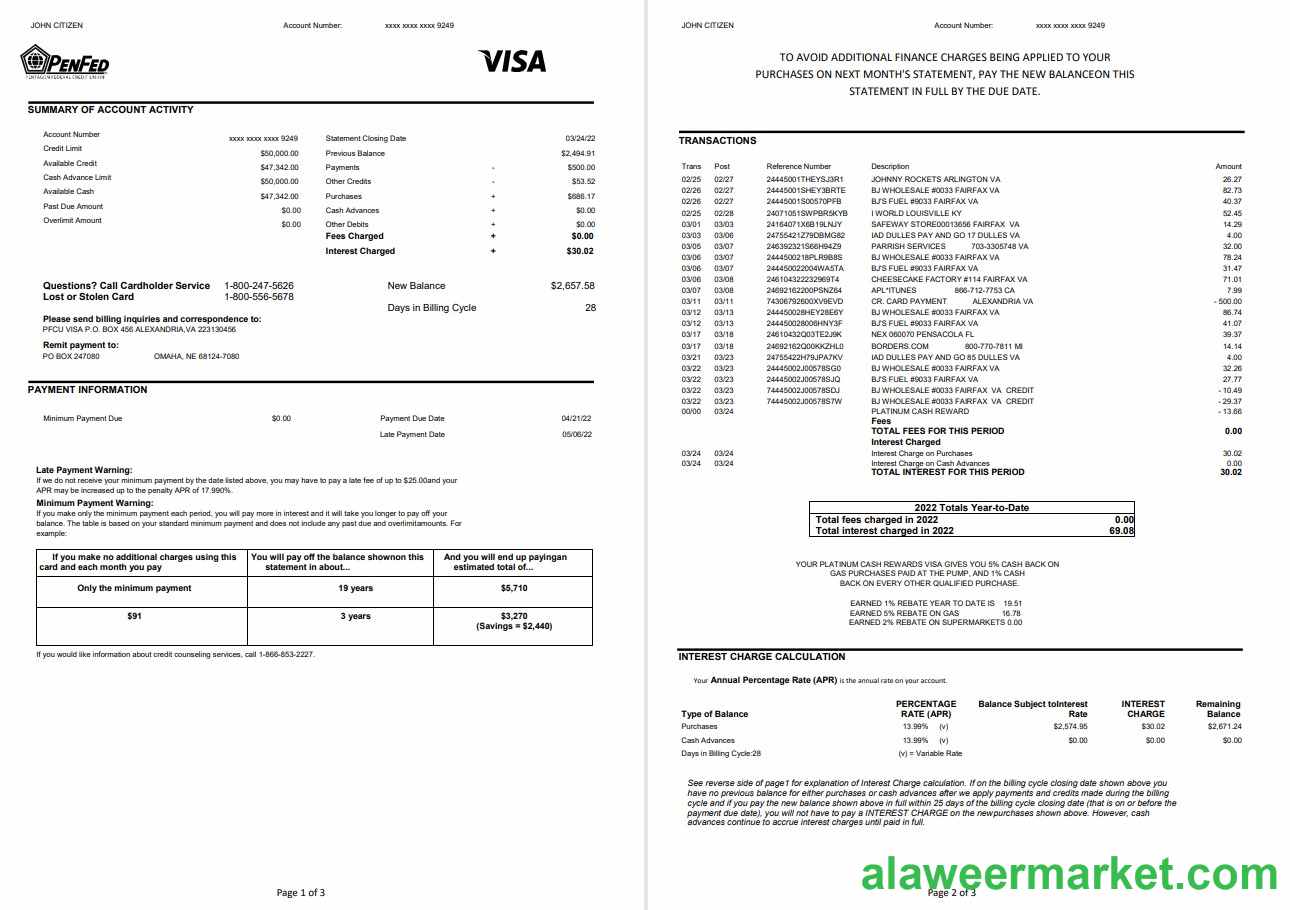 JOHN CITIZEN Account Number: xxxx xxxx xxxx 9249
PENFED
PENTAGON FEDERAL CREDIT UNION
VISA
SUMMARY OF ACCOUNT ACTIVITY
Account Number xxxx xxxx xxxx 9249 Statement Closing Date 03/24/22
Credit Limit $50,000.00 Previous Balance $2,494.91
Available Credit $47,342.00 Payments - $500.00
Cash Advance Limit $50,000.00 Other Credits - $53.52
Available Cash $47,342.00 Purchases + $686.17
Past Due Amount $0.00 Cash Advances + $0.00
Overlimit Amount $0.00 Other Debits + $0.00
Fees Charged + $0.00
Interest Charged + $30.02
Questions? Call Cardholder Service 1-800-247-5626 New Balance $2,657.58
Lost or Stolen Card 1-800-556-5678
Days in Billing Cycle 28
Please send billing inquiries and correspondence to:
PFCU VISA P.O. BOX 456 ALEXANDRIA,VA 223130456
Remit payment to:
PO BOX 247080 OMAHA, NE 68124-7080
PAYMENT INFORMATION
Minimum Payment Due $0.00 Payment Due Date 04/21/22
Late Payment Date 05/06/22
Late Payment Warning:
If we do not receive your minimum payment by the date listed above, you may have to pay a late fee of up to $25.00and your
APR may be increased up to the penalty APR of 17.990%.
Minimum Payment Warning:
If you make only the minimum payment each period, you will pay more in interest and it will take you longer to pay off your
balance. The table is based on your standard minimum payment and does not include any past due and overlimitamounts. For
example:
If you make no additional charges using this You will pay off the balance shownon this And you will end up payingan
card and each month you pay statement in about... estimated total of...
Only the minimum payment 19 years $5,710
$91 3 years $3,270
(Savings = $2,440)
If you would like information about credit counseling services, call 1-866-853-2227.
Page 1 of 3
JOHN CITIZEN Account Number: xxxx xxxx xxxx 9249
TO AVOID ADDITIONAL FINANCE CHARGES BEING APPLIED TO YOUR
PURCHASES ON NEXT MONTH'S STATEMENT, PAY THE NEW BALANCEON THIS
STATEMENT IN FULL BY THE DUE DATE.
TRANSACTIONS
Trans Post Reference Number Description Amount
02/25 02/27 24445001THEYSJ3R1 JOHNNY ROCKETS ARLINGTON VA 26.27
02/26 02/27 24445001SHEY3BRTE BJ WHOLESALE #0033 FAIRFAX VA 82.73
02/26 02/27 24445001S00570PFB BJ'S FUEL #9033 FAIRFAX VA 40.37
02/25 02/28 24071051SWPBR5KYB I WORLD LOUISVILLE KY 52.45
03/01 03/03 24164071X6B19LNJY SAFEWAY STORE00013656 FAIRFAX VA 14.29
03/03 03/06 24755421Z79DBMG82 IAD DULLES PAY AND GO 17 DULLES VA 4.00
03/05 03/07 246392321S66H94Z9 PARRISH SERVICES 703-3305748 VA 32.00
03/06 03/07 2444500218PLR9B8S BJ WHOLESALE #0033 FAIRFAX VA 78.24
03/06 03/07 244450022004WA5TA BJ'S FUEL #9033 FAIRFAX VA 31.47
03/06 03/08 246104322232969T4 CHEESECAKE FACTORY #114 FAIRFAX VA 71.01
03/07 03/08 24692162200PSNZ64 APL*ITUNES 866-712-7753 CA 7.99
03/11 03/11 74306792600XV9EVD CR. CARD PAYMENT ALEXANDRIA VA - 500.00
03/12 03/13 244450028HEY28E6Y BJ WHOLESALE #0033 FAIRFAX VA 86.74
03/12 03/13 244450028006HNY3F BJ'S FUEL #9033 FAIRFAX VA 41.07
03/17 03/18 24610432Q03TE2J9K NEX 060070 PENSACOLA FL 39.37
03/17 03/18 24692162Q00KKZHL0 BORDERS.COM 800-770-7811 MI 14.14
03/21 03/23 24755422H79JPA7KV IAD DULLES PAY AND GO 85 DULLES VA 4.00
03/22 03/23 24445002J00578SG0 BJ WHOLESALE #0033 FAIRFAX VA 32.26
03/22 03/23 24445002J00578SJQ BJ'S FUEL #9033 FAIRFAX VA 27.77
03/22 03/23 74445002J00578SDJ BJ WHOLESALE #0033 FAIRFAX VA CREDIT - 10.49
03/22 03/23 74445002J00578S7W BJ WHOLESALE #0033 FAIRFAX VA CREDIT - 29.37
00/00 03/24 PLATINUM CASH REWARD - 13.66
Fees
TOTAL FEES FOR THIS PERIOD 0.00
Interest Charged
03/24 03/24 Interest Charge on Purchases 30.02
03/24 03/24 Interest Charge on Cash Advances 0.00
TOTAL INTEREST FOR THIS PERIOD 30.02
2022 Totals Year-to-Date
Total fees charged in 2022 0.00
Total interest charged in 2022 69.08
YOUR PLATINUM CASH REWARDS VISA GIVES YOU 5% CASH BACK ON
GAS PURCHASES PAID AT THE PUMP, AND 1% CASH
BACK ON EVERY OTHER QUALIFIED PURCHASE.
EARNED 1% REBATE YEAR TO DATE IS 19.51
EARNED 5% REBATE ON GAS 16.78
EARNED 2% REBATE ON SUPERMARKETS 0.00
INTEREST CHARGE CALCULATION
Your Annual Percentage Rate (APR) is the annual rate on your account.
PERCENTAGE Balance Subject toInterest INTEREST Remaining
Type of Balance RATE (APR) Rate CHARGE Balance
Purchases 13.99% (v) $2,574.95 $30.02 $2,671.24
Cash Advances 13.99% (v) $0.00 $0.00 $0.00
Days in Billing Cycle:28 (v) = Variable Rate
See reverse side of page1 for explanation of Interest Charge calculation. If on the billing cycle closing date shown above you
have no previous balance for either purchases or cash advances after we apply payments and credits made during the billing
cycle and if you pay the new balance shown above in full within 25 days of the billing cycle closing date (that is on or before the
payment due date), you will not have to pay a INTEREST CHARGE on the newpurchases shown above. However, cash
advances continue to accrue interest charges until paid in full.
alaweermarket.com
Page 2 of 3